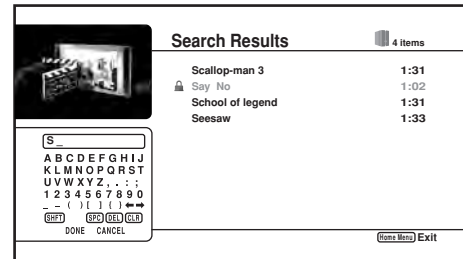 Search Results
4 items
Scallop-man 3 1:31
Say No 1:02
School of legend 1:31
Seesaw 1:33
S_
A B C D E F G H I J
K L M N O P Q R S T
U V W X Y Z , . : ;
1 2 3 4 5 6 7 8 9 0
_ – ( ) [ ] ( ) ⬅ ➡
SHFT SPC DEL CLR
DONE CANCEL
Home Menu Exit